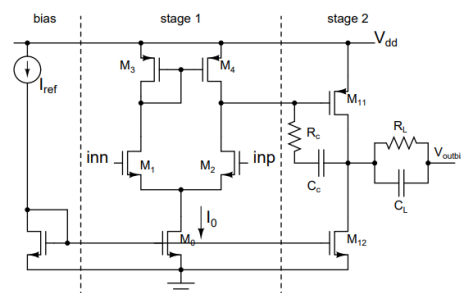 bias
stage 1
stage 2
V_dd
I_ref
M_3
M_4
M_11
R_c
R_L
V_outbi
inn
M_1
M_2
inp
C_c
C_L
I_0
M_0
M_12